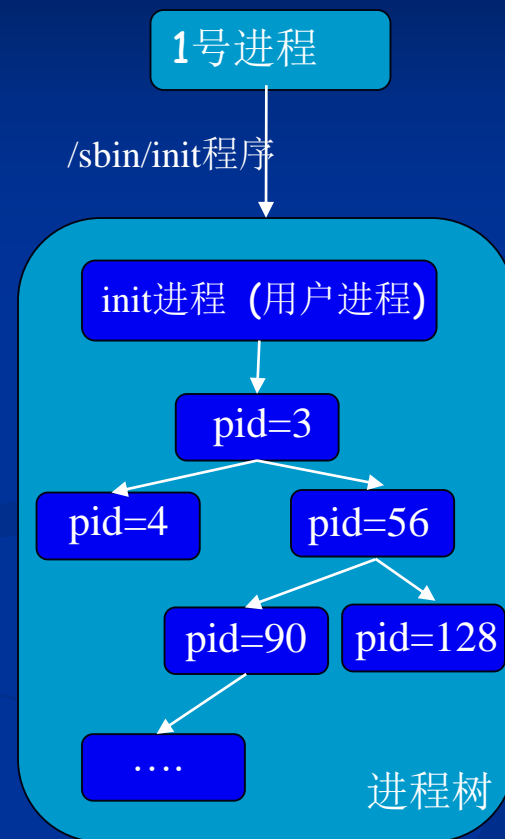 1号进程
/sbin/init程序
init进程 (用户进程)
pid=3
pid=4
pid=56
pid=90
pid=128
....
进程树